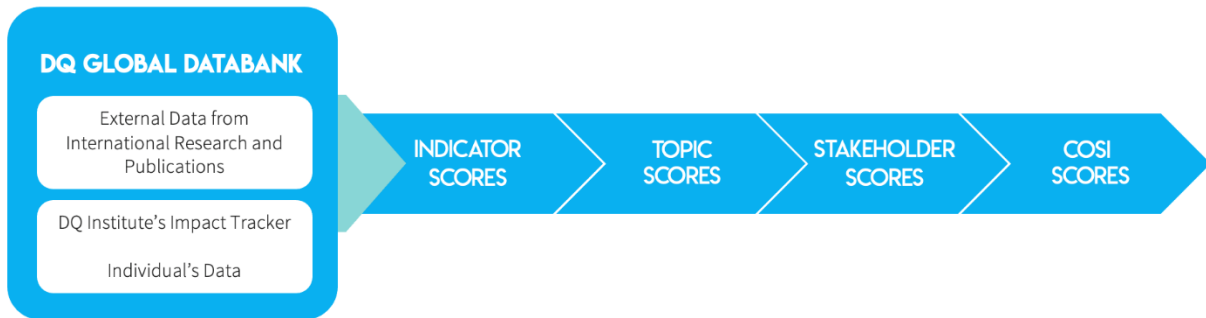 DQ GLOBAL DATABANK
External Data from
International Research and
Publications
DQ Institute’s Impact Tracker
Individual’s Data
INDICATOR
SCORES
TOPIC
SCORES
STAKEHOLDER
SCORES
COSI
SCORES